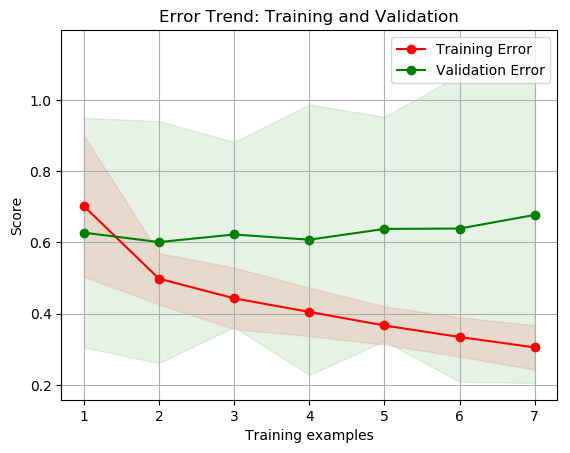 Error Trend: Training and Validation
Training Error
Validation Error
Score
1.0
0.8
0.6
0.4
0.2
1 2 3 4 5 6 7
Training examples